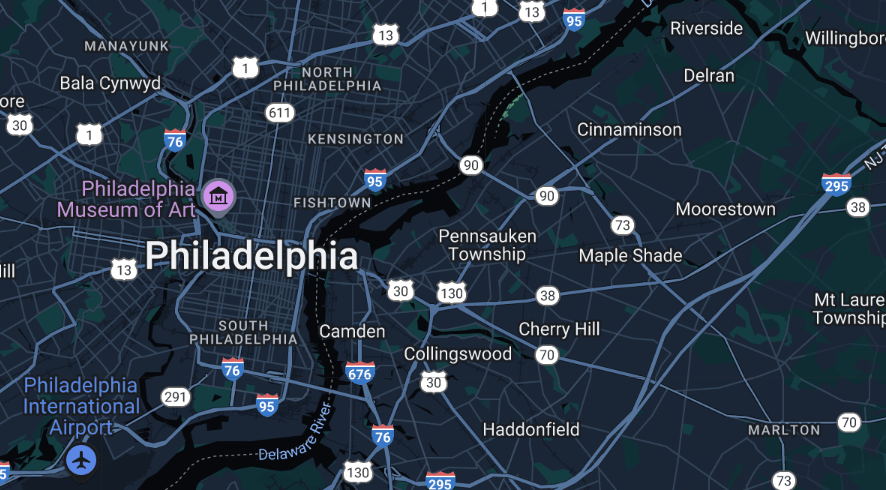 1
13
95
Riverside
Willingbor
13
MANAYUNK
1
Delran
NORTH
PHILADELPHIA
Bala Cynwyd
ore
30
611
1
76
KENSINGTON
Cinnaminson
90
295
NJ-T
95
Philadelphia
Museum of Art
FISHTOWN
90
38
Moorestown
73
Pennsauken
Township
Maple Shade
Philadelphia
ill
13
30
130
38
Mt Laure
Township
SOUTH
PHILADELPHIA
Camden
Cherry Hill
Collingswood
70
76
676
30
Philadelphia
International
Airport
291
95
Delaware River
76
Haddonfield
MARLTON
70
5
130
295
73